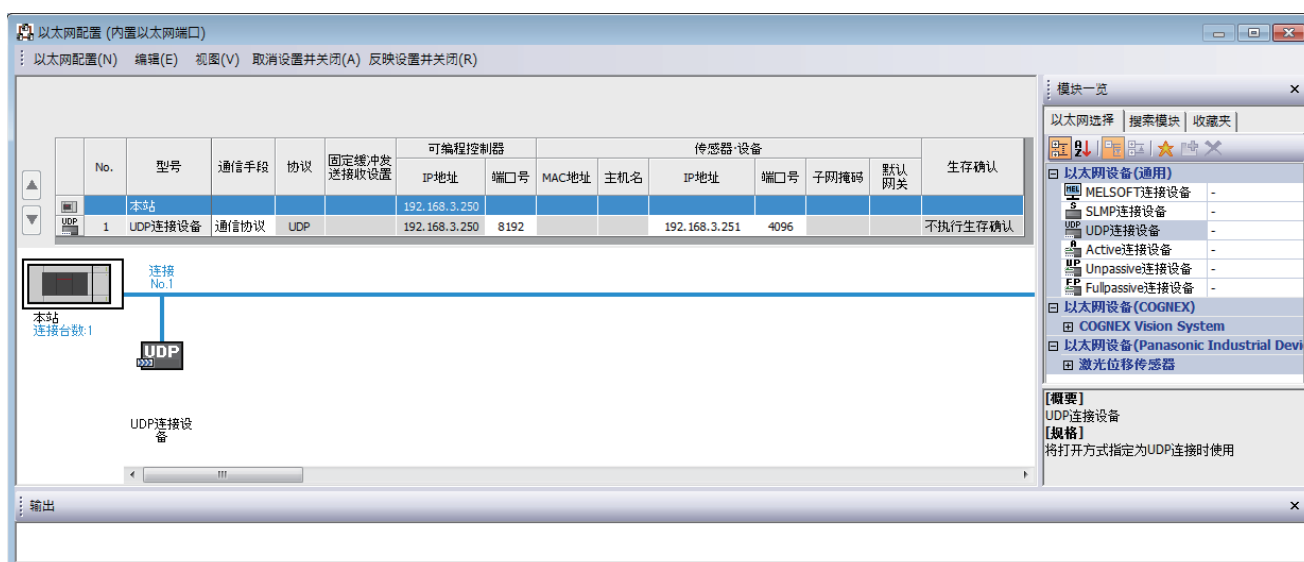 以太网配置 (内置以太网端口)
以太网配置(N) 编辑(E) 视图(V) 取消设置并关闭(A) 反映设置并关闭(R)
No. 型号 通信手段 协议 固定缓冲发送接收设置 可编程控制器 传感器·设备 生存确认
IP地址 端口号 MAC地址 主机名 IP地址 端口号 子网掩码 默认网关
本站 192.168.3.250
UDP 1 UDP连接设备 通信协议 UDP 192.168.3.250 8192 192.168.3.251 4096 不执行生存确认
连接
No.1
本站
连接台数:1
UDP
UDP连接设
备
模块一览
以太网选择 搜索模块 收藏夹
以太网设备(通用)
MELSOFT连接设备 -
SLMP连接设备 -
UDP连接设备 -
Active连接设备 -
Unpassive连接设备 -
Fullpassive连接设备 -
以太网设备(COGNEX)
COGNEX Vision System
以太网设备(Panasonic Industrial Devi
激光位移传感器
[概要]
UDP连接设备
[规格]
将打开方式指定为UDP连接时使用
输出